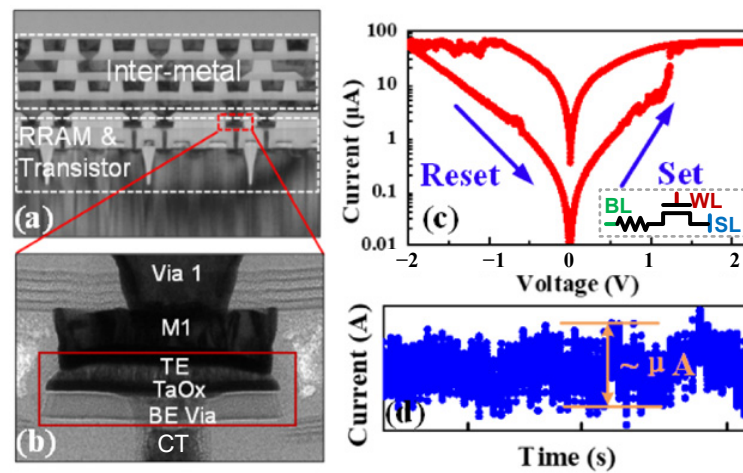 Inter-metal
RRAM &
Transistor
(a)
Via 1
M1
TE
TaOx
BE Via
CT
(b)
Current (μA)
100
10
1
0.1
0.01
Reset
Set
BL
WL
SL
(c)
−2
−1
0
1
2
Voltage (V)
Current (A)
~ μ A
(d)
Time (s)